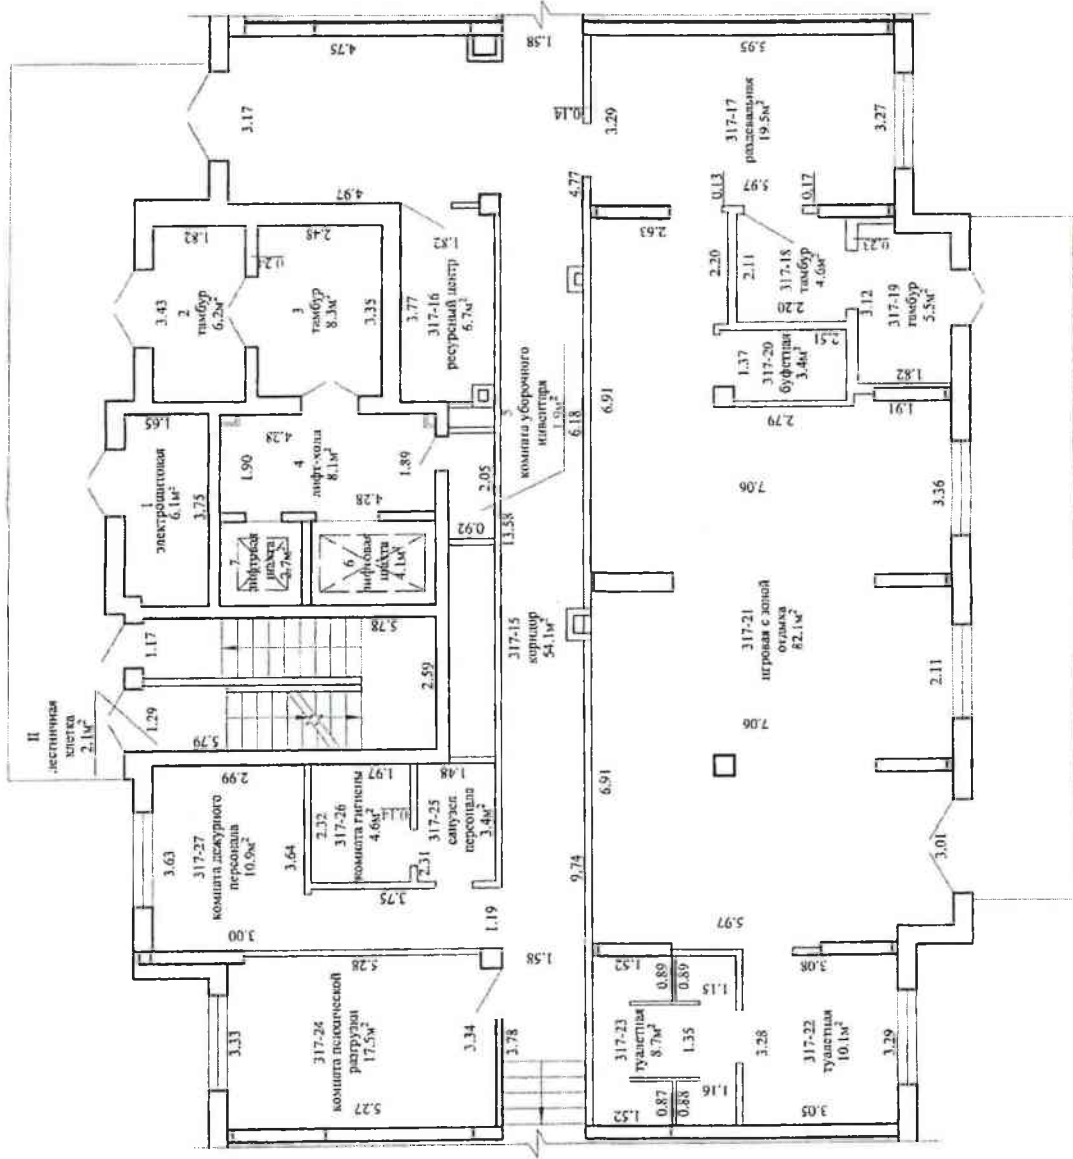 4.75
1.58
3.95
3.17
0.14
3.29
317-17
раздевальная
19.5м²
3.27
4.97
4.77
0.13
5.97
0.17
1.82
2.48
1.82
2.63
3.43
2
тамбур
6.2м²
3
тамбур
8.3м²
3.35
3.77
317-16
ресурсный центр
6.7м²
2.20
2.11
317-18
тамбур
4.6м²
0.23
2.20
3.12
317-19
тамбур
5.5м²
1.37
317-20
буфетная
3.4м²
2.51
1.82
1.91
2.79
1.65
4.28
1.90
4
лифт-холл
8.1м²
1.89
4.28
5
комната уборочного
инвентаря
1.9м²
6.18
6.91
1
электрощитовая
6.1м²
3.75
2.05
0.92
13.58
7.06
3.36
7
лифтовая
шахта
2.7м²
6
лифтовая
шахта
4.1м²
1.17
5.78
2.59
317-15
коридор
54.1м²
317-21
игровая с зоной
отдыха
82.1м²
2.11
II
лестничная
клетка
2.1м²
1.29
5.79
7.06
2.99
1.97
1.48
6.91
3.63
317-27
комната дежурного
персонала
10.9м²
3.64
2.32
317-26
комната гигиены
4.6м²
0.14
317-25
санузел
персонала
3.4м²
2.31
3.75
3.01
3.00
1.19
9.74
5.97
5.28
1.58
1.52
0.89
0.89
1.15
3.08
3.33
317-24
комната психической
разгрузки
17.5м²
3.34
3.78
317-23
туалетная
8.7м²
1.35
3.28
317-22
туалетная
10.1м²
3.29
5.27
1.52
0.87
0.88
1.16
3.05